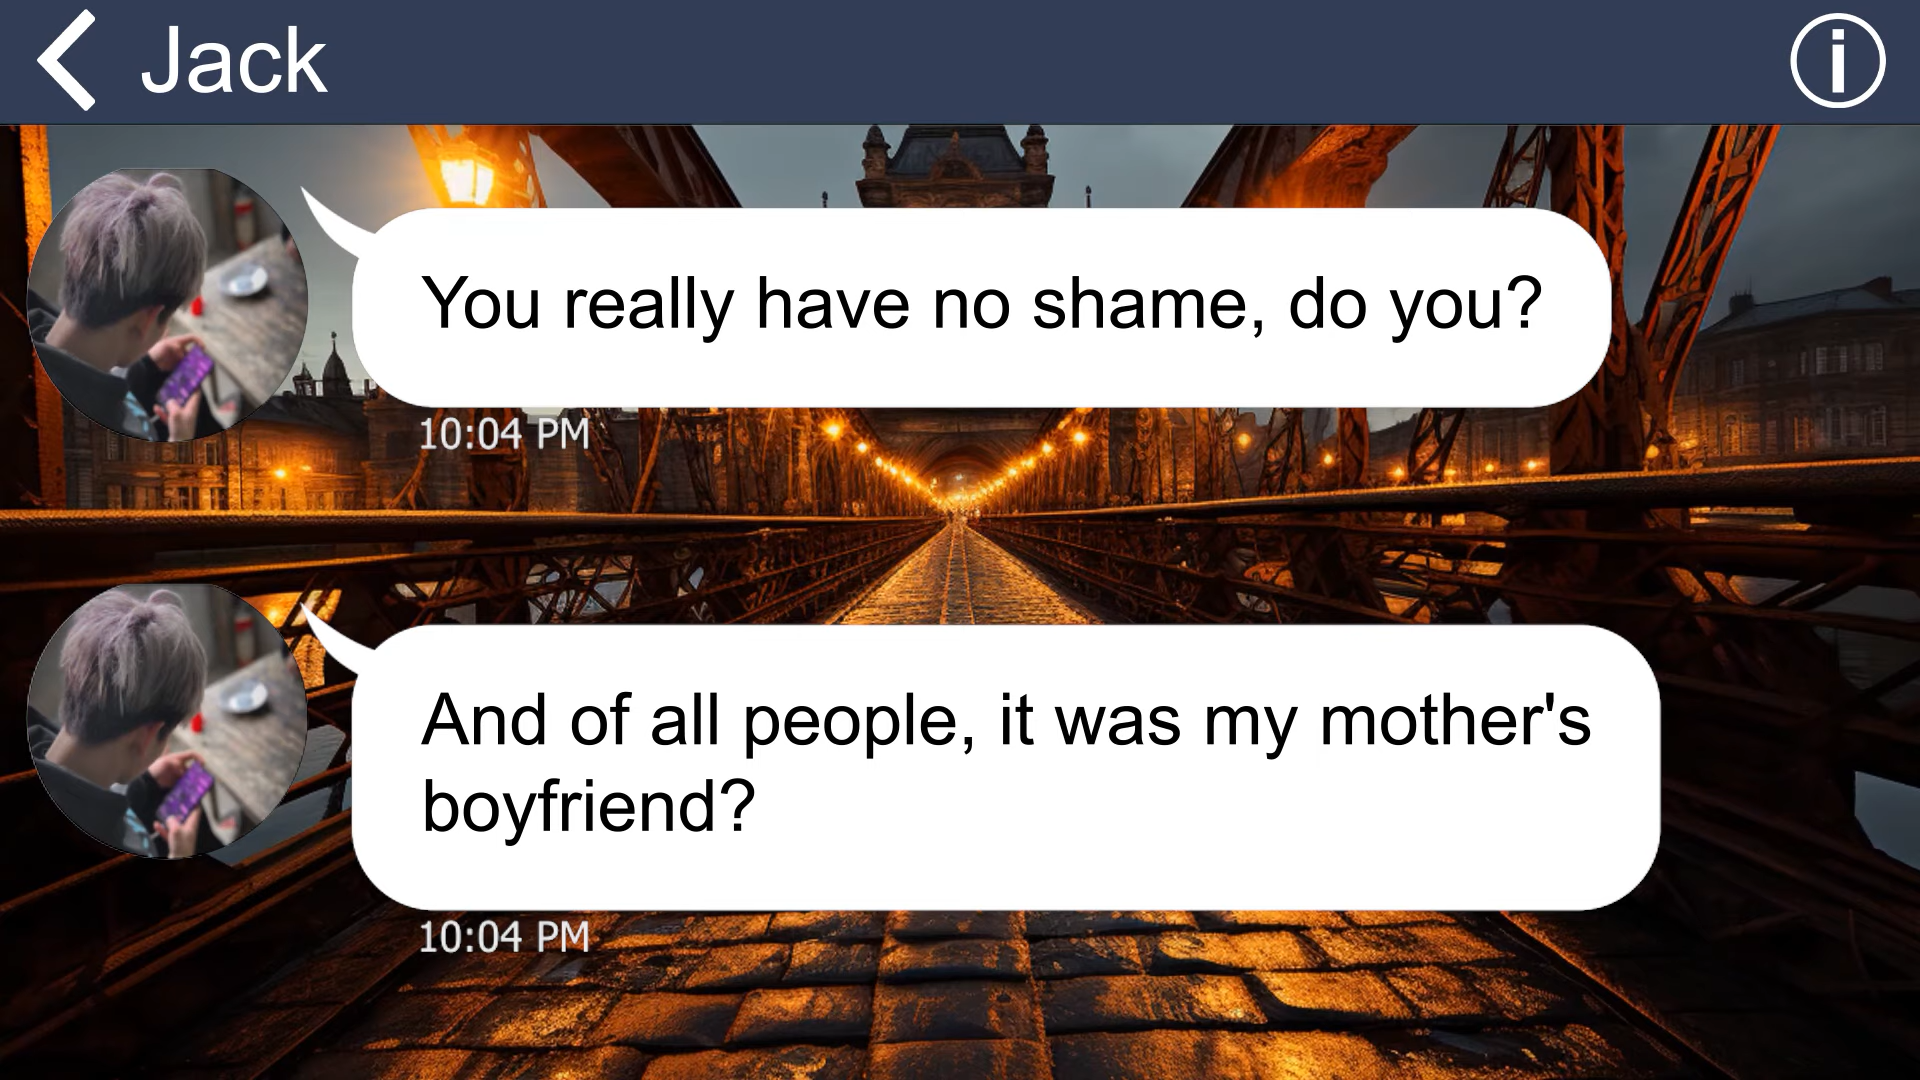 Jack
You really have no shame, do you?
10:04 PM
And of all people, it was my mother's
boyfriend?
10:04 PM